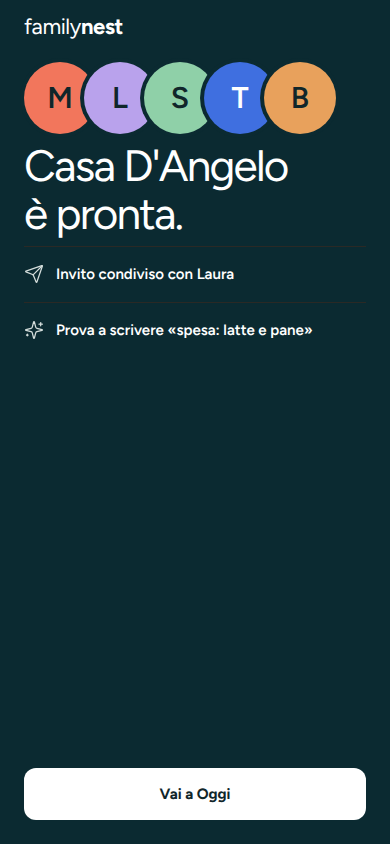 familynest
M L S T B
Casa D'Angelo
è pronta.
Invito condiviso con Laura
Prova a scrivere «spesa: latte e pane»
Vai a Oggi